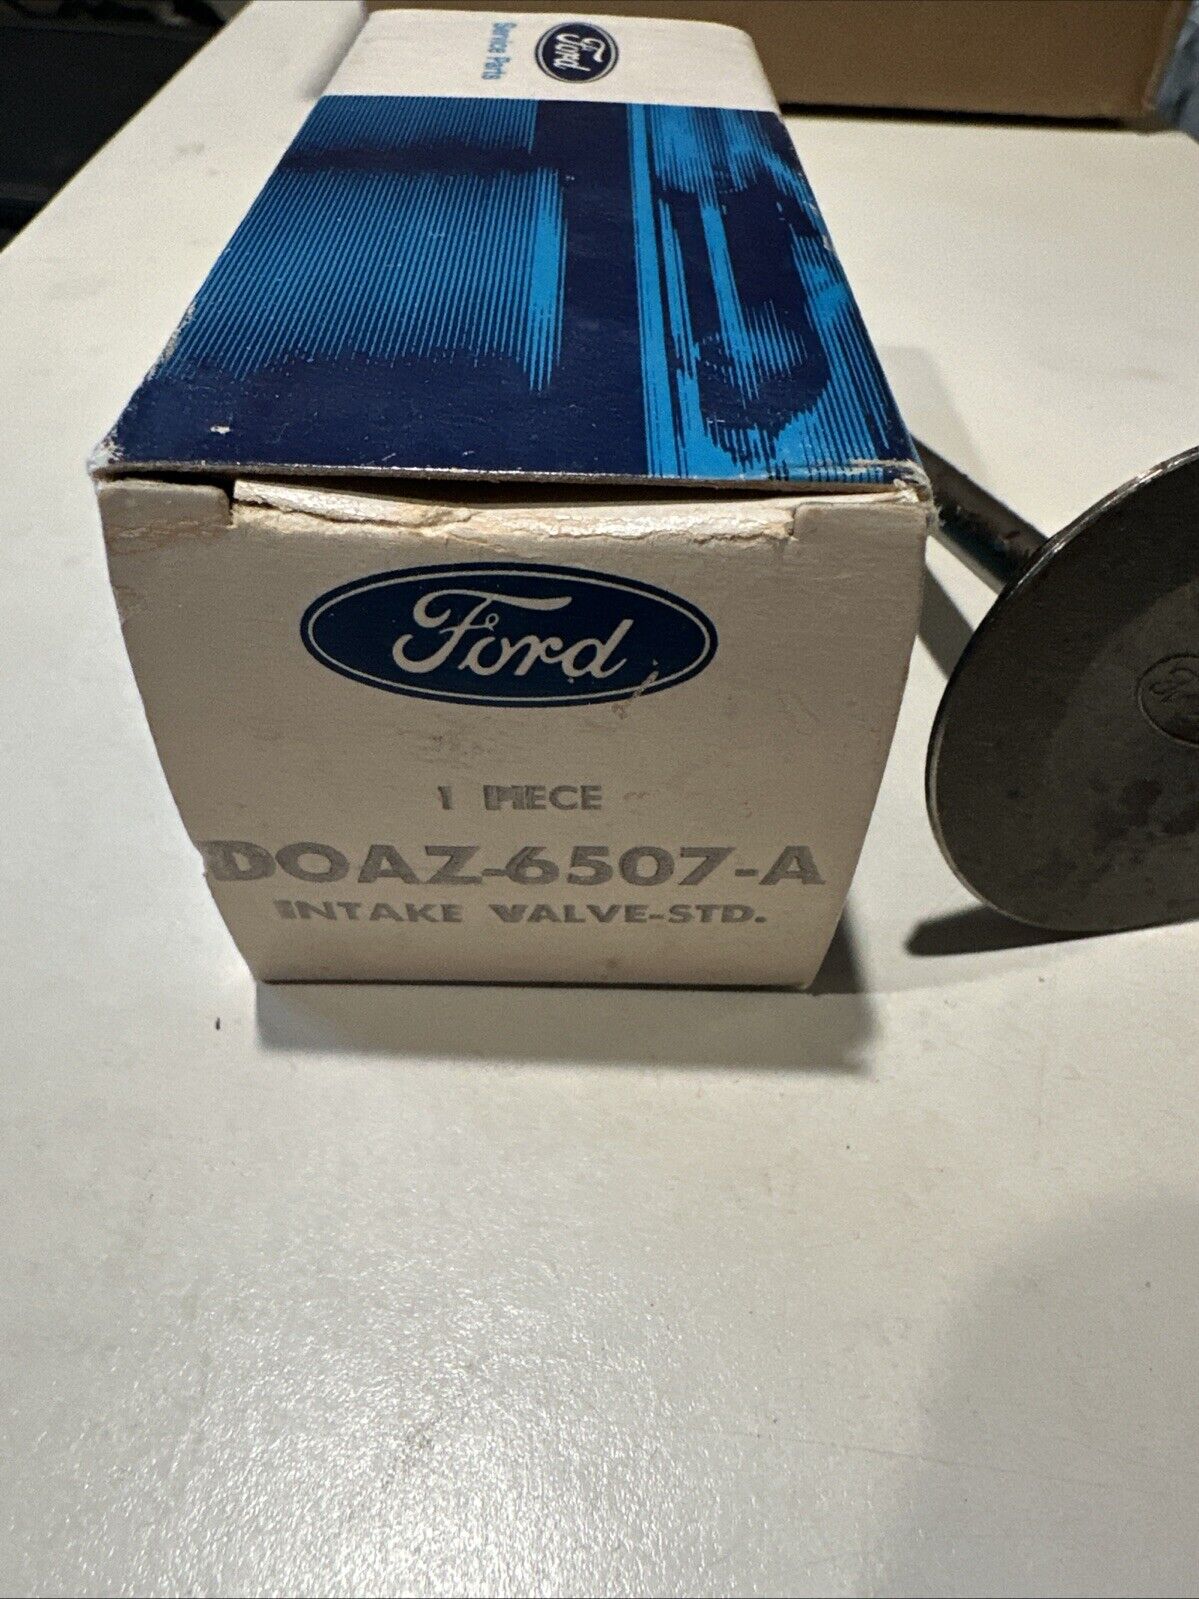 Ford
Service Parts
Ford
1 PIECE
DOAZ-6507-A
INTAKE VALVE-STD.